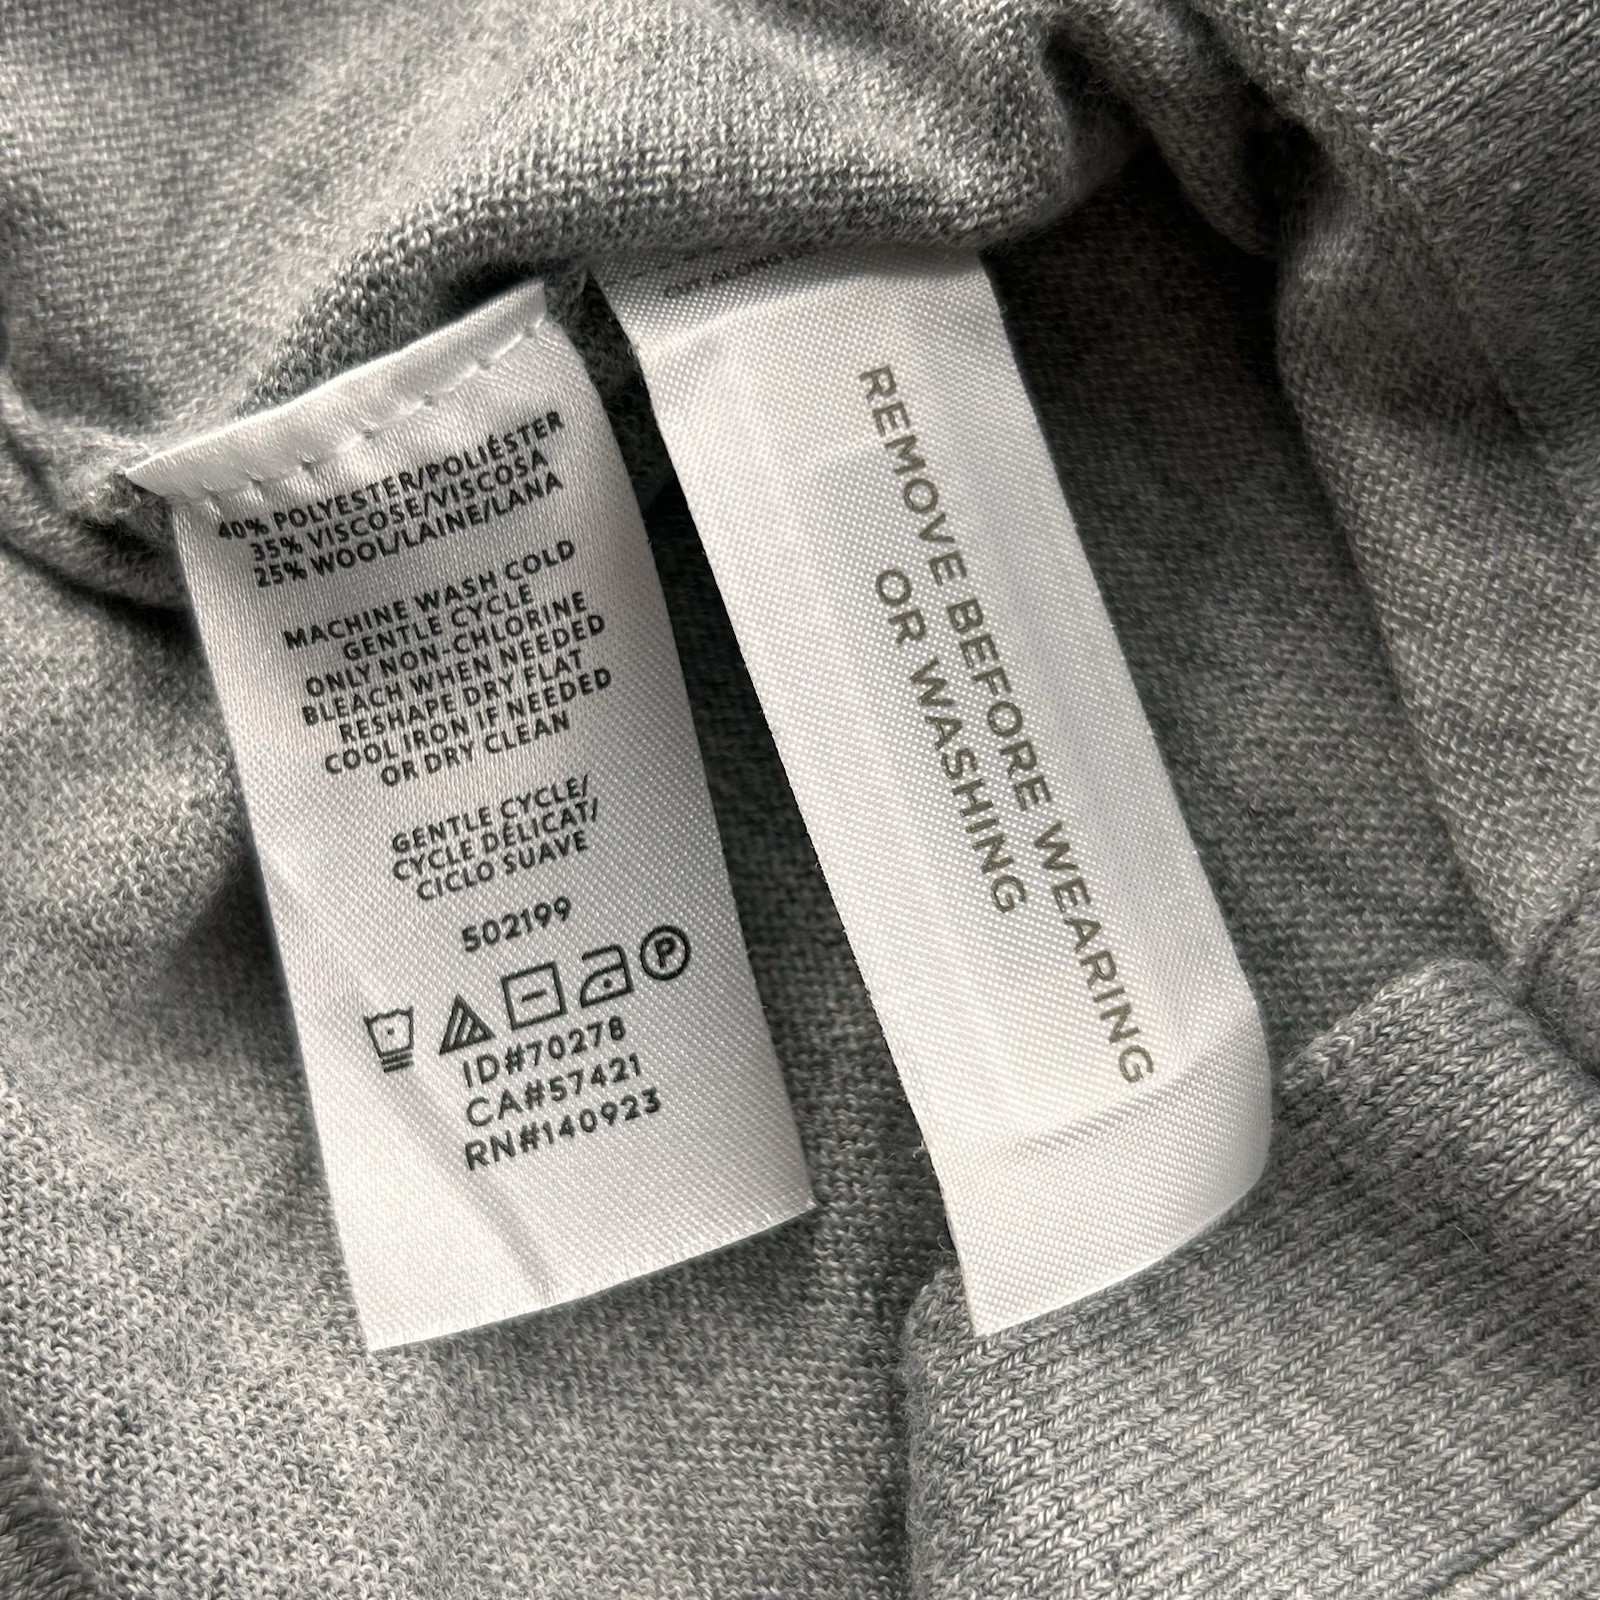 40% POLYESTER/POLIÉSTER
35% VISCOSE/VISCOSA
25% WOOL/LAINE/LANA
MACHINE WASH COLD
GENTLE CYCLE
ONLY NON-CHLORINE
BLEACH WHEN NEEDED
RESHAPE DRY FLAT
COOL IRON IF NEEDED
OR DRY CLEAN
GENTLE CYCLE/
CYCLE DÉLICAT/
CICLO SUAVE
502199
P
ID#70278
CA#57421
RN#140923
CUT ALONG
REMOVE BEFORE WEARING
OR WASHING